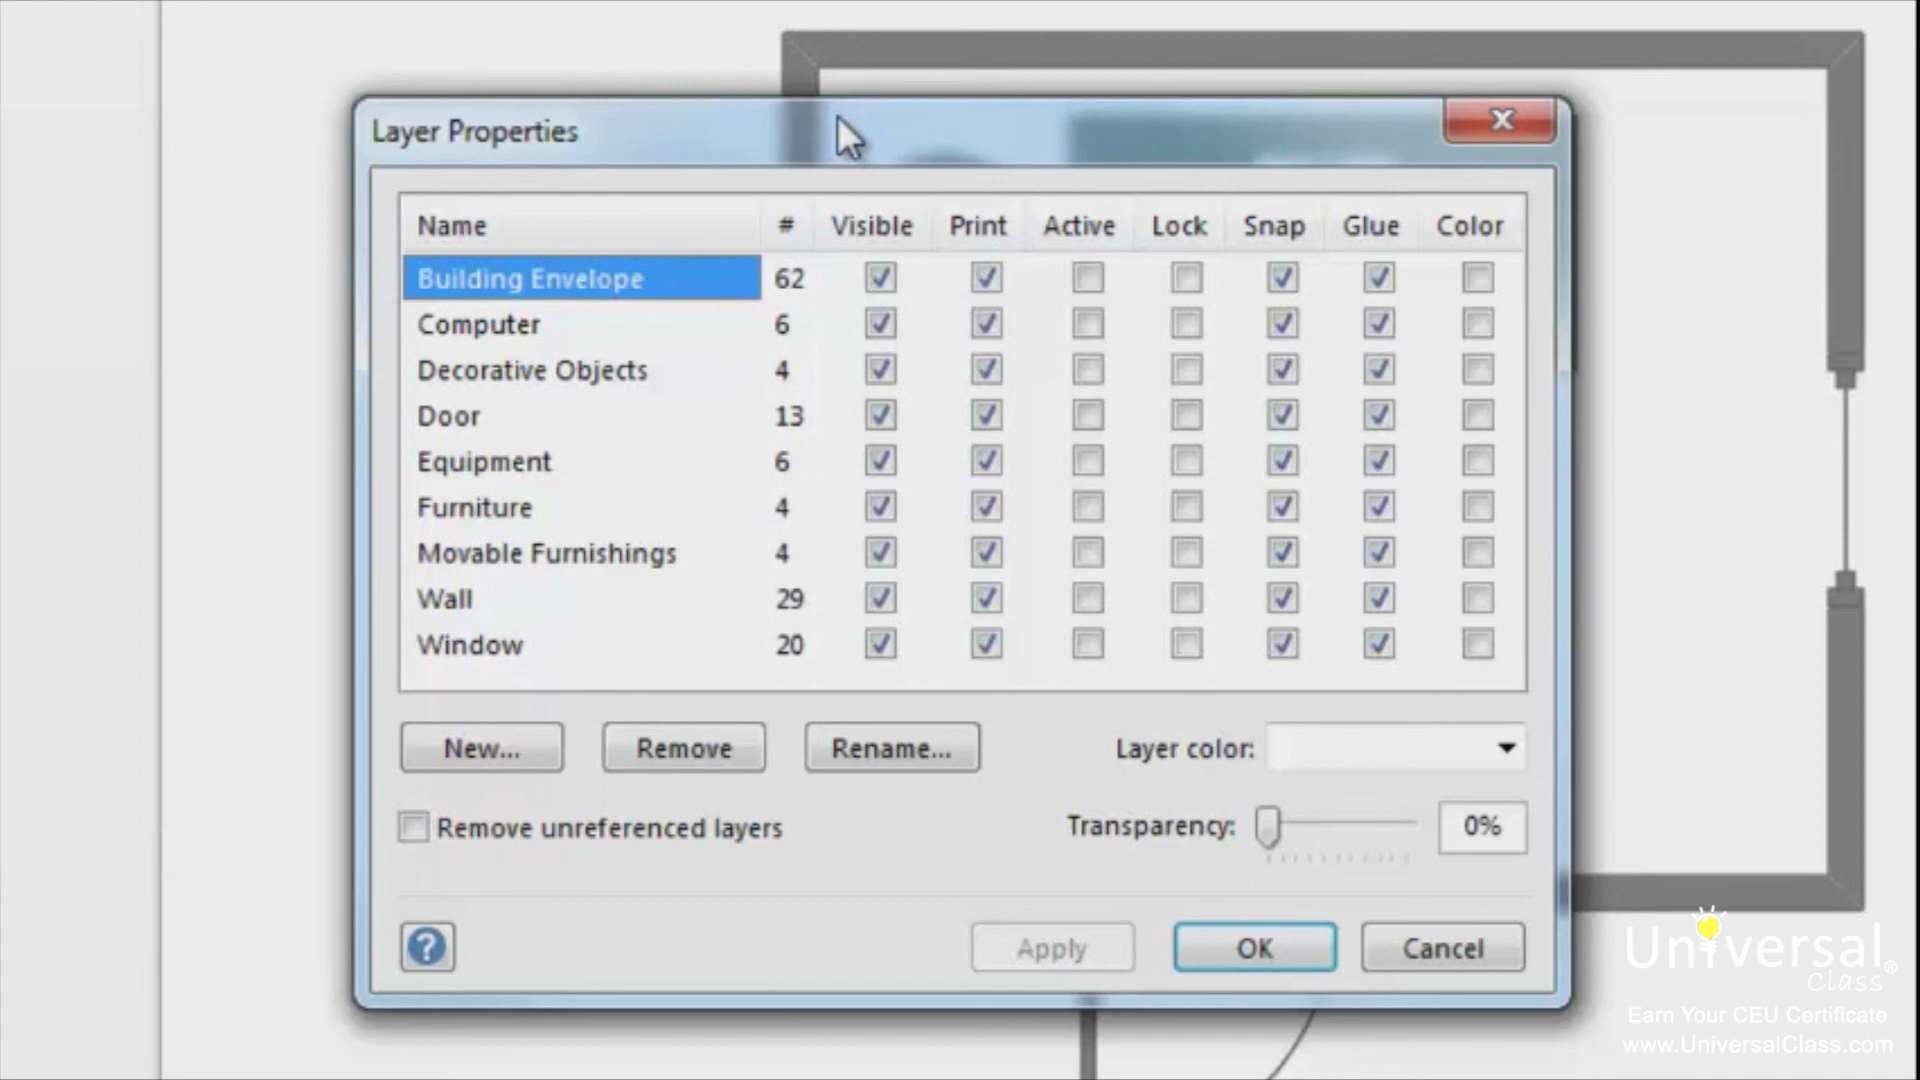 Layer Properties
Name # Visible Print Active Lock Snap Glue Color
Building Envelope 62
Computer 6
Decorative Objects 4
Door 13
Equipment 6
Furniture 4
Movable Furnishings 4
Wall 29
Window 20
New... Remove Rename... Layer color:
Remove unreferenced layers Transparency: 0%
? Apply OK Cancel
Universal
Class®
Earn Your CEU Certificate
www.UniversalClass.com